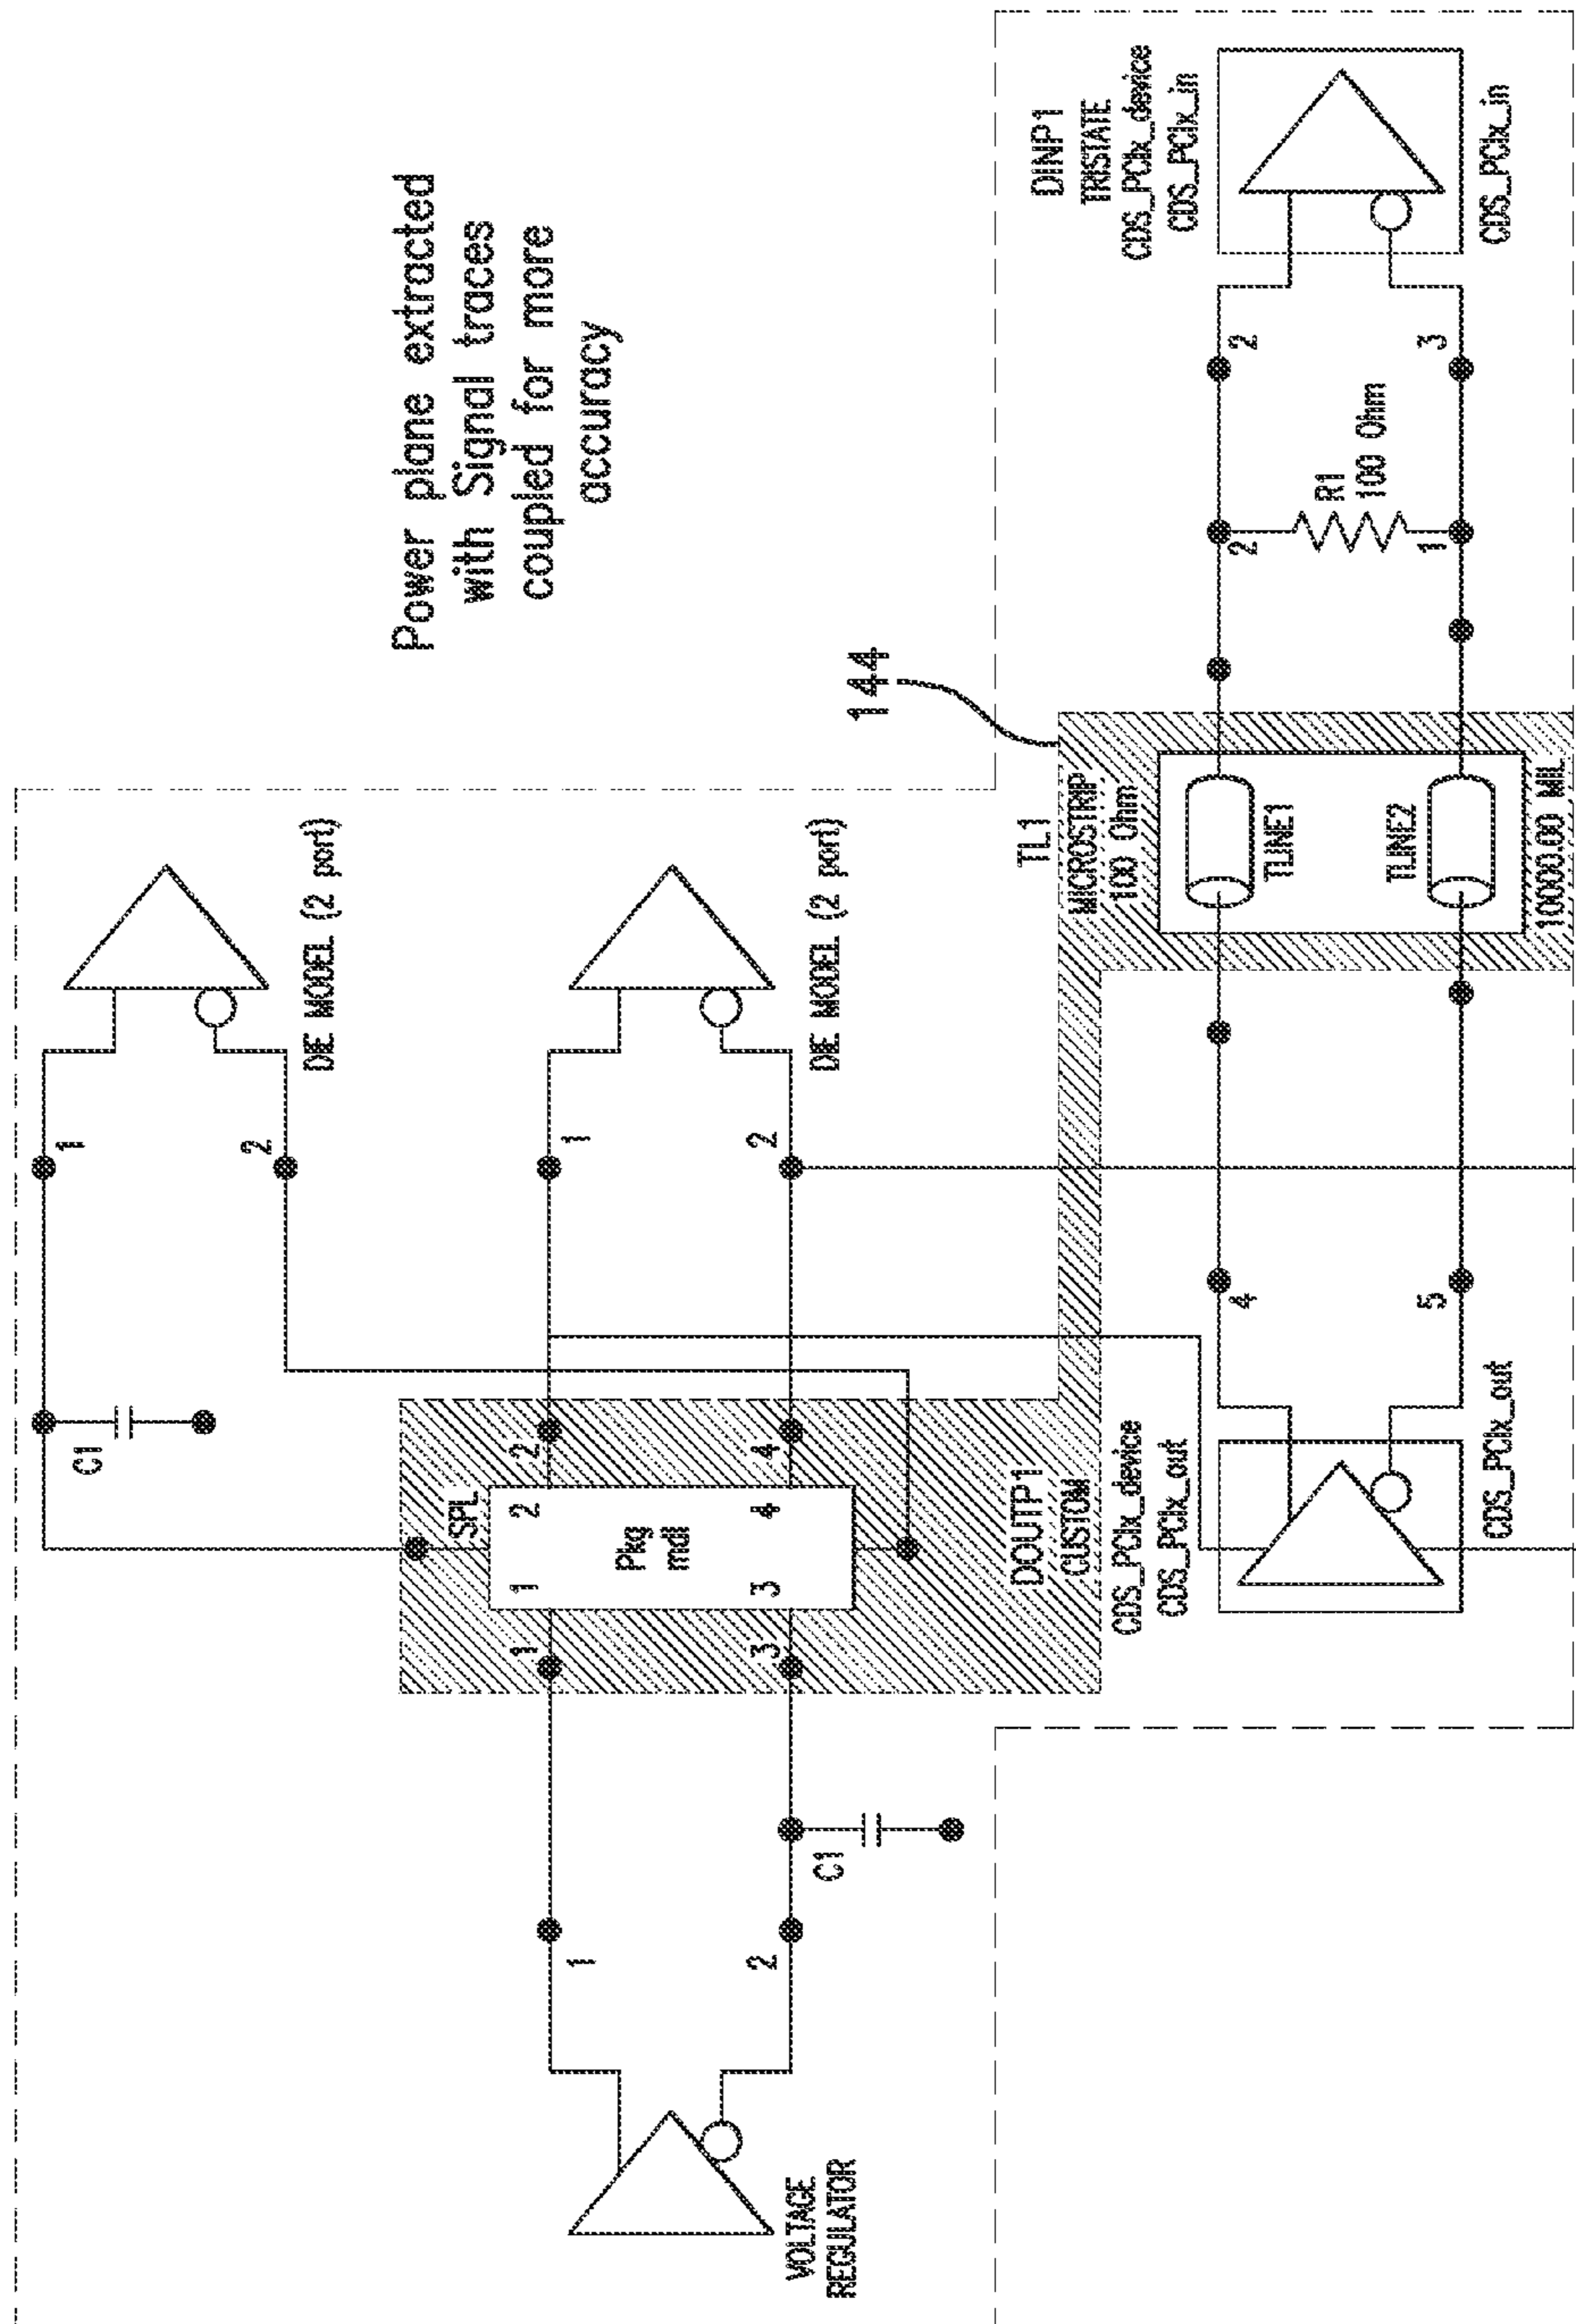 Power plane extracted
with Signal traces
coupled for more
accuracy
144
C1
1
2
DIE MODEL (2 port)
SPL
1
2
1
2
Pkg
mdl
3
4
3
4
1
2
DIE MODEL (2 port)
1
2
C1
VOLTAGE
REGULATOR
DOUTP1
CUSTOM
CDS_PCIx_device
CDS_PCIx_out
CDS_PCIx_out
4
5
TL1
MICROSTRIP
100 Ohm
TLINE1
TLINE2
10000.00 MIL
2
R1
100 Ohm
1
2
3
DINP1
TRISTATE
CDS_PCIx_device
CDS_PCIx_in
CDS_PCIx_in